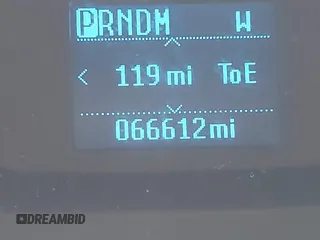 PRNDM W
< 119 mi ToE
066612mi
DREAMBID